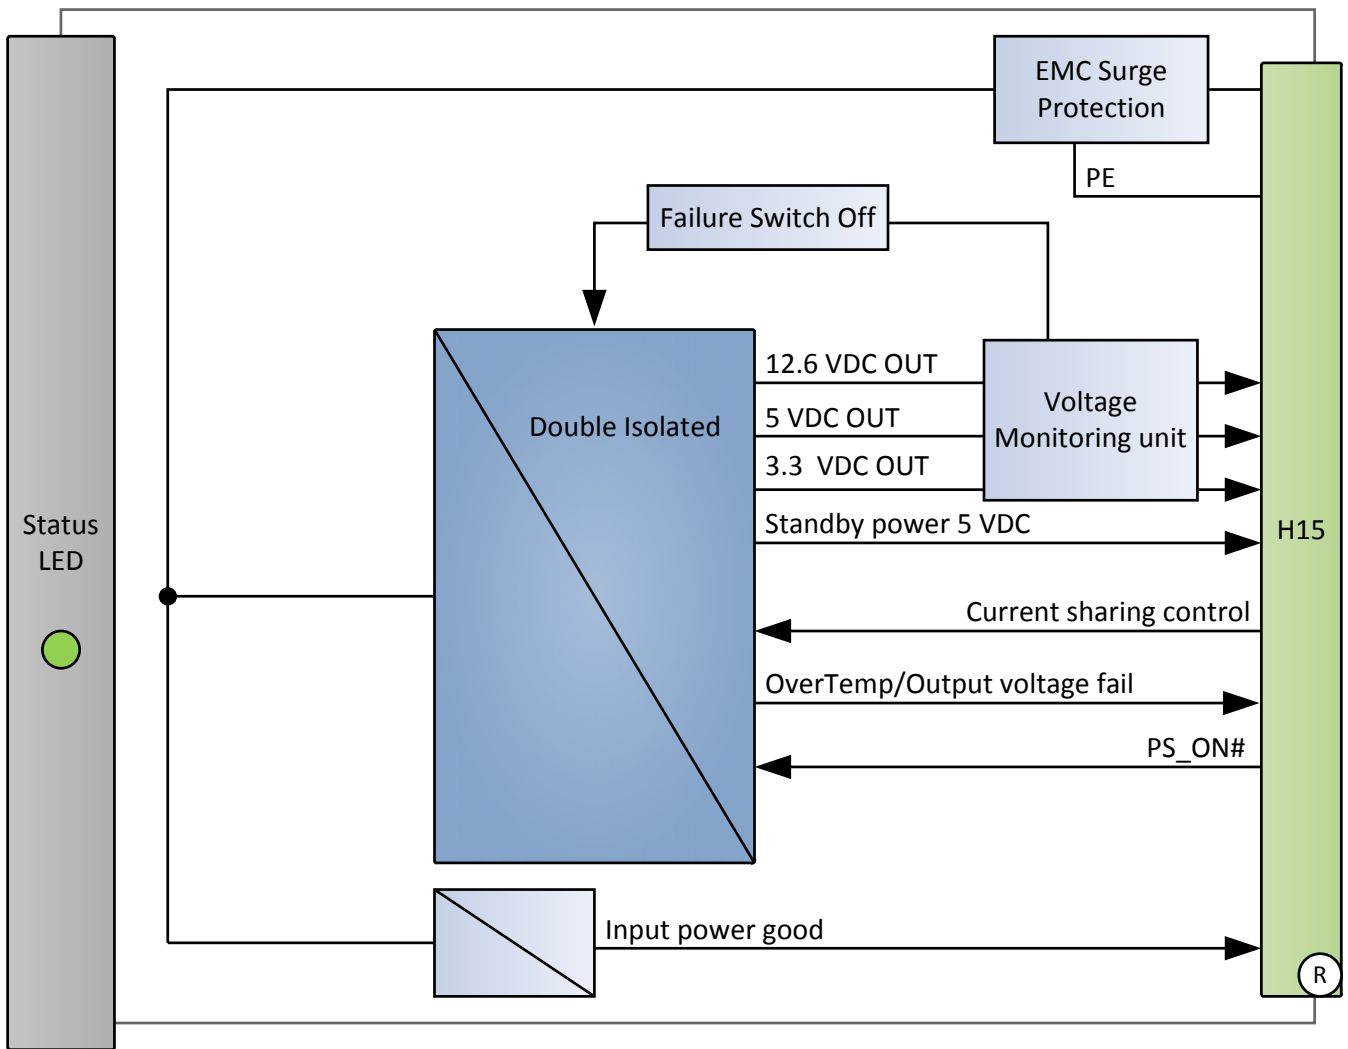 EMC Surge
Protection
PE
Failure Switch Off
12.6 VDC OUT
Double Isolated
5 VDC OUT
Voltage
Monitoring unit
3.3  VDC OUT
Status
LED
Standby power 5 VDC
H15
Current sharing control
OverTemp/Output voltage fail
PS_ON#
Input power good
R